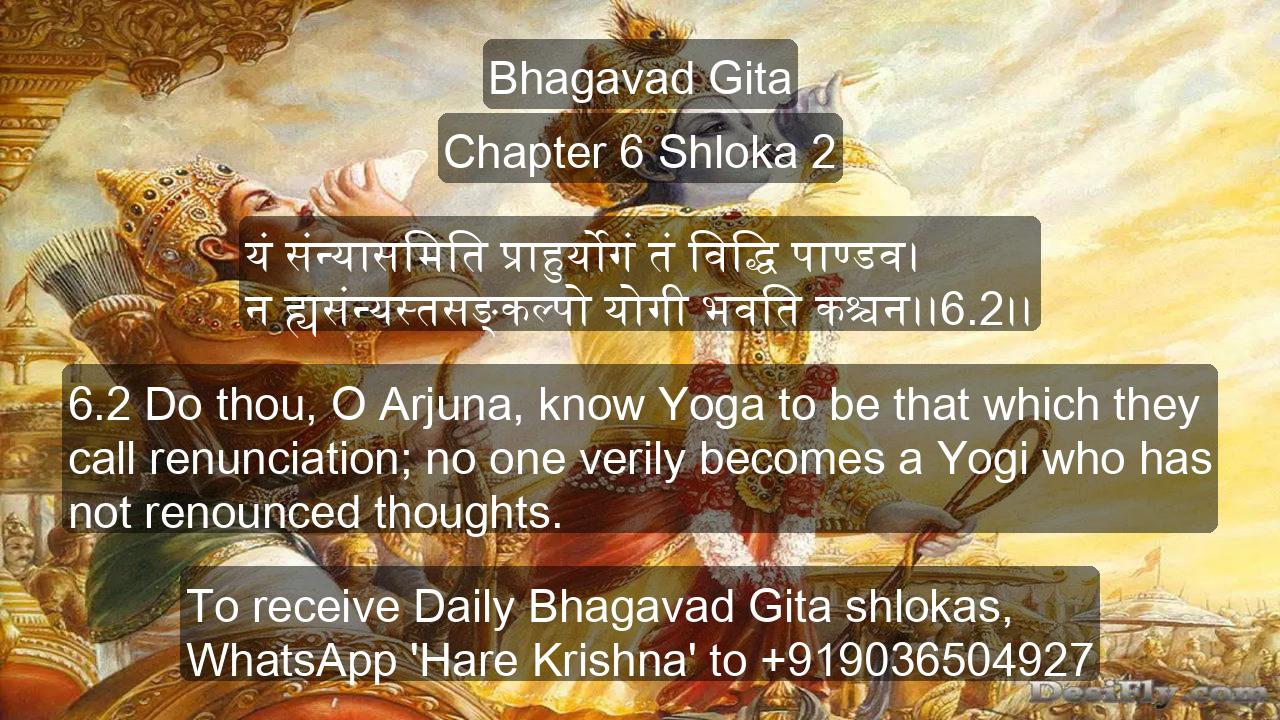 Bhagavad Gita
Chapter 6 Shloka 2
यं संन्यासमिति प्राहुर्योगं तं विद्धि पाण्डव।
न ह्यसंन्यस्तसङ्कल्पो योगी भवति कश्चन।।6.2।।
6.2 Do thou, O Arjuna, know Yoga to be that which they
call renunciation; no one verily becomes a Yogi who has
not renounced thoughts.
To receive Daily Bhagavad Gita shlokas,
WhatsApp 'Hare Krishna' to +919036504927
DesiFly.com